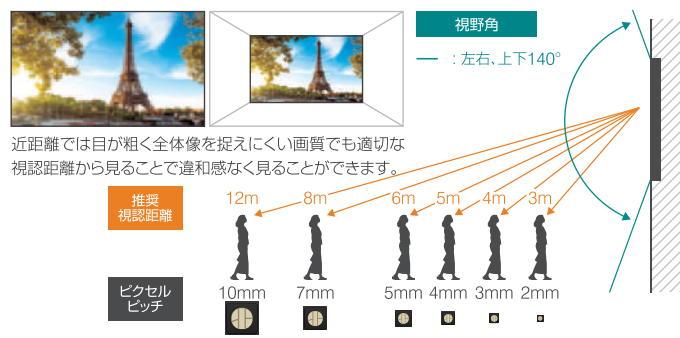 視野角
― : 左右、上下140°
近距離では目が粗く全体像を捉えにくい画質でも適切な
視認距離から見ることで違和感なく見ることができます。
推奨
視認距離
12m 8m 6m 5m 4m 3m
ピクセル
ピッチ
10mm 7mm 5mm 4mm 3mm 2mm